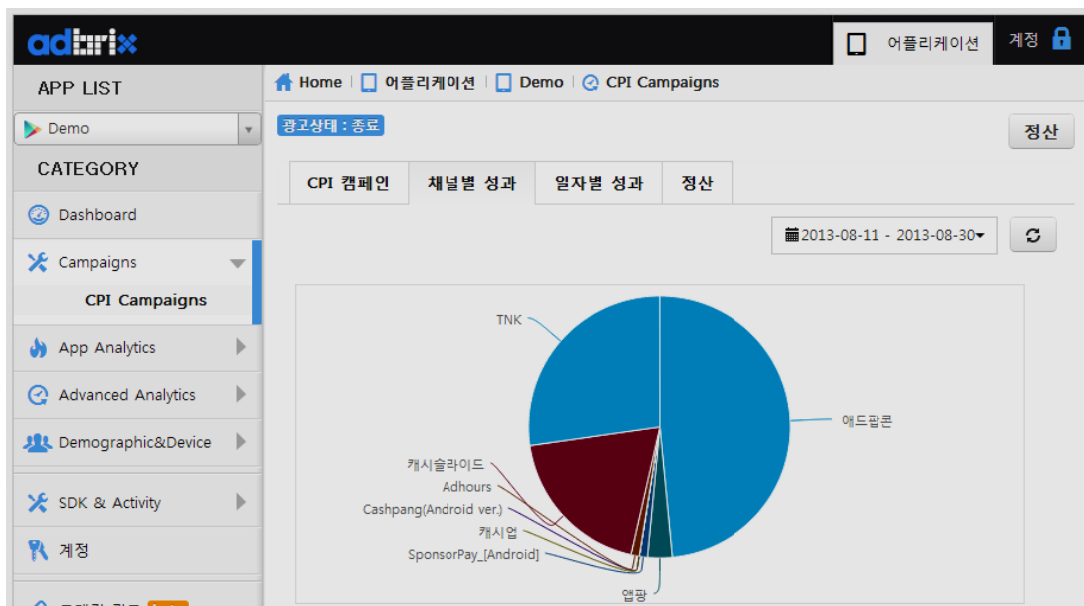 adbrix
어플리케이션
계정
APP LIST
Home 어플리케이션 Demo CPI Campaigns
Demo
광고상태 : 종료
정산
CATEGORY
CPI 캠페인 채널별 성과 일자별 성과 정산
Dashboard
2013-08-11 - 2013-08-30
Campaigns
CPI Campaigns
App Analytics
Advanced Analytics
Demographic&Device
SDK & Activity
계정
TNK
애드팝콘
캐시슬라이드
Adhours
Cashpang(Android ver.)
캐시업
SponsorPay_[Android]
앱팡